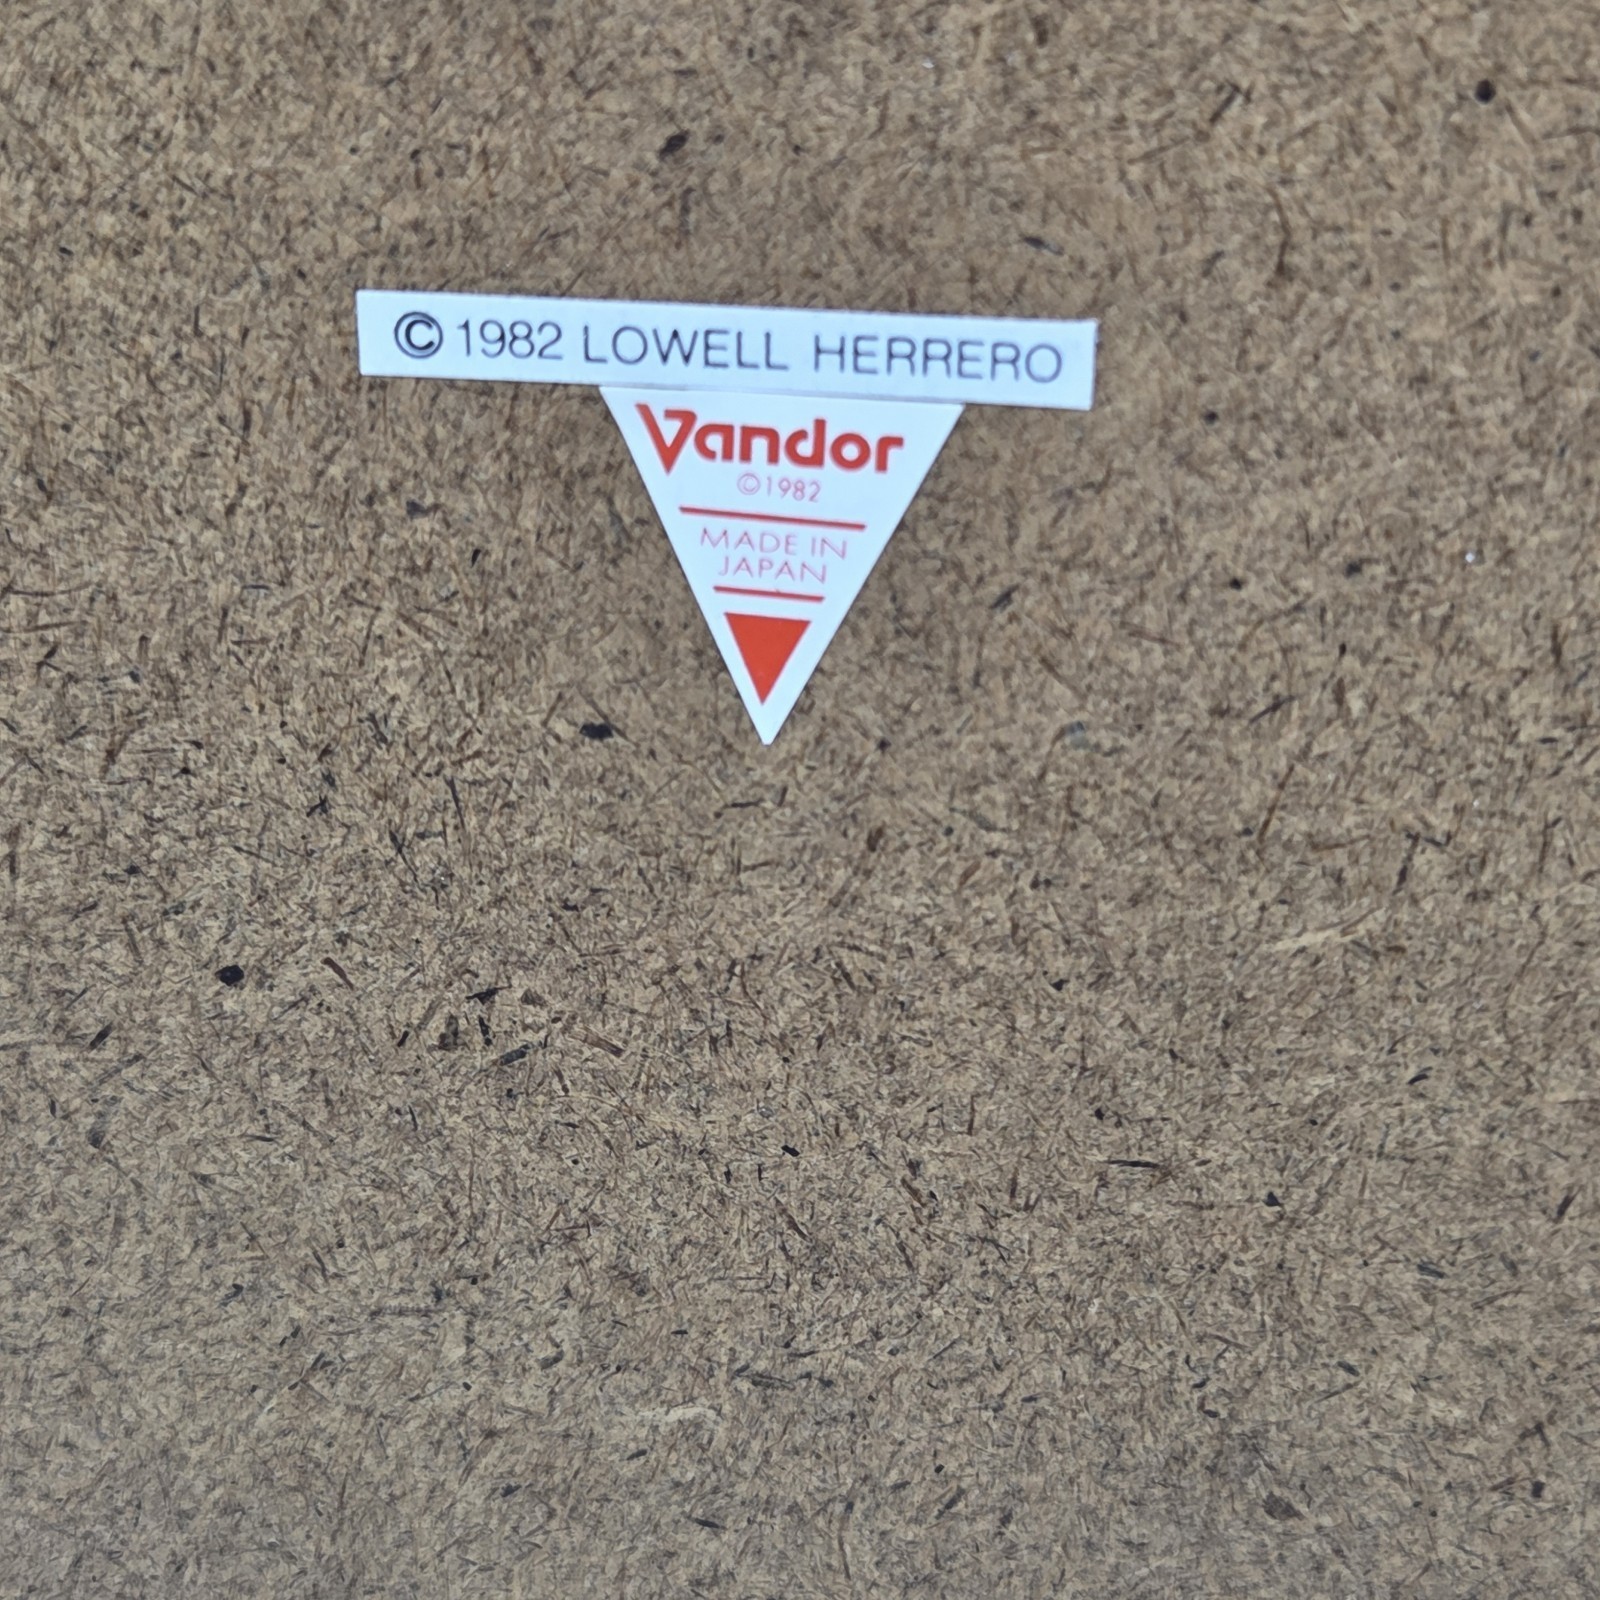 ©1982 LOWELL HERRERO
Vandor
©1982
MADE IN
JAPAN